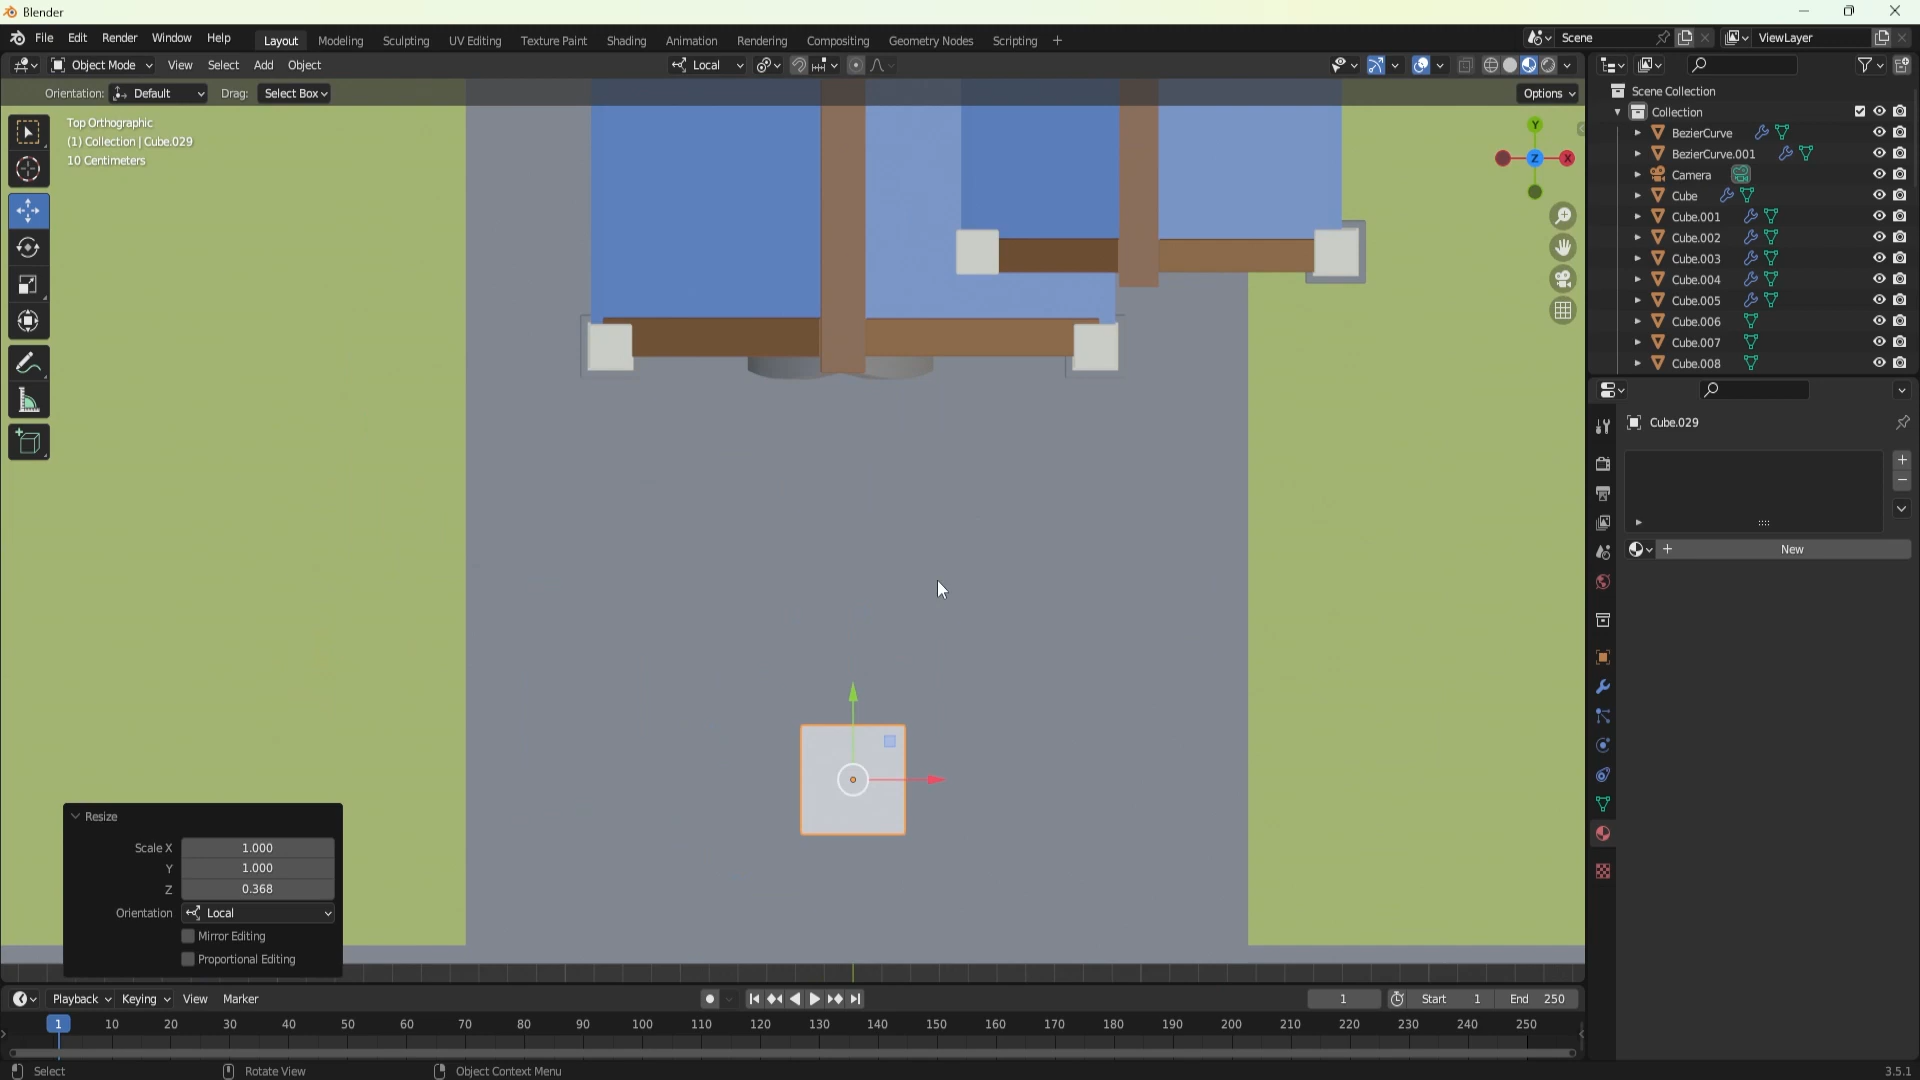 Blender
File Edit Render Window Help Layout Modeling Sculpting UV Editing Texture Paint Shading Animation Rendering Compositing Geometry Nodes Scripting + Scene ViewLayer
Object Mode View Select Add Object Local
Orientation: Default Drag: Select Box Options
Top Orthographic
(1) Collection | Cube.029
10 Centimeters
Y
Z X
Scene Collection
Collection
BezierCurve
BezierCurve.001
Camera
Cube
Cube.001
Cube.002
Cube.003
Cube.004
Cube.005
Cube.006
Cube.007
Cube.008
Cube.029
+ New
Resize
Scale X 1.000
Y 1.000
Z 0.368
Orientation Local
Mirror Editing
Proportional Editing
Playback Keying View Marker 1 Start 1 End 250
1 10 20 30 40 50 60 70 80 90 100 110 120 130 140 150 160 170 180 190 200 210 220 230 240 250
Select Rotate View Object Context Menu 3.5.1